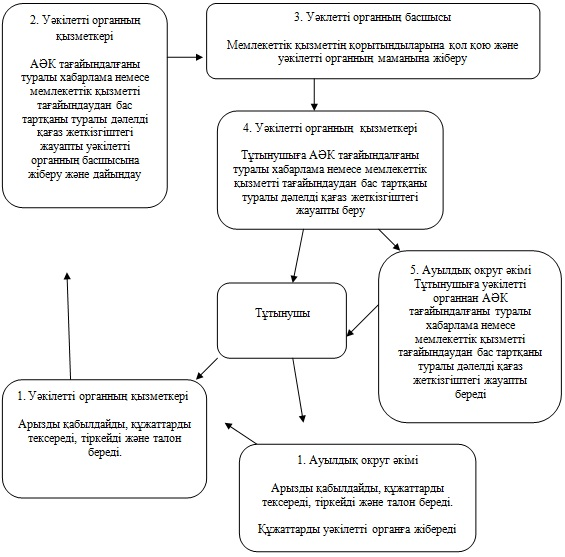 2. Уәкілетті органның
қызметкері
АӘК тағайындалғаны
туралы хабарлама немесе
мемлекеттік қызметті
тағайындаудан бас
тартқаны туралы дәлелді
қағаз жеткізгіштегі
жауапты уәкілетті
органның басшысына
жіберу және дайындау
3. Уәклетті органның басшысы
Мемлекеттік қызметтің қорытындыларына қол қою және
уәкілетті органның маманына жіберу
4. Уәкілетті органның қызметкері
Тұтынушыға АӘК тағайындалғаны
туралы хабарлама немесе мемлекеттік
қызметті тағайындаудан бас тартқаны
туралы дәлелді қағаз жеткізгіштегі
жауапты беру
5. Ауылдық округ әкімі
Тұтынушыға уәкілетті
органнан АӘК
тағайындалғаны туралы
хабарлама немесе
мемлекеттік қызметті
тағайындаудан бас тартқаны
туралы дәлелді қағаз
жеткізгіштегі жауапты
береді
Тұтынушы
1. Уәкілетті органның қызметкері
Арызды қабылдайды, құжаттарды
тексереді, тіркейді және талон
береді.
1. Ауылдық округ әкімі
Арызды қабылдайды, құжаттарды
тексереді, тіркейді және талон береді.
Құжаттарды уәкілетті органға жібереді